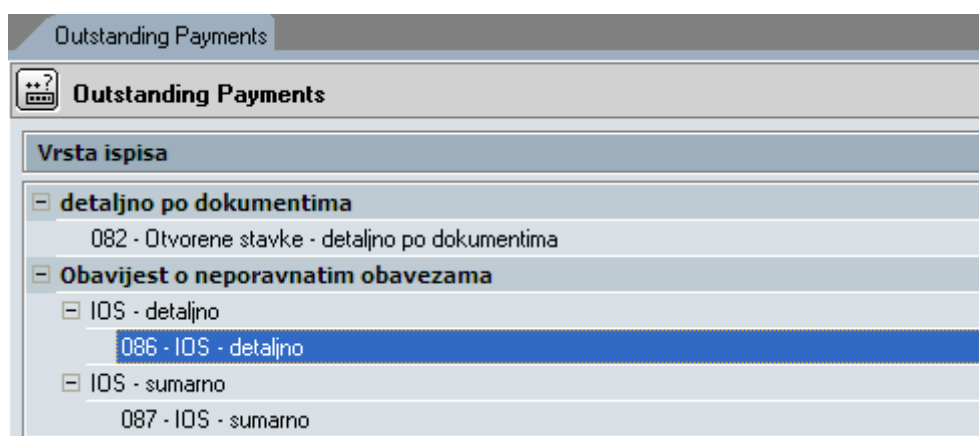 Outstanding Payments
Outstanding Payments
Vrsta ispisa
detaljno po dokumentima
082 - Otvorene stavke - detaljno po dokumentima
Obavijest o neporavnatim obavezama
IOS - detaljno
086 - IOS - detaljno
IOS - sumarno
087 - IOS - sumarno